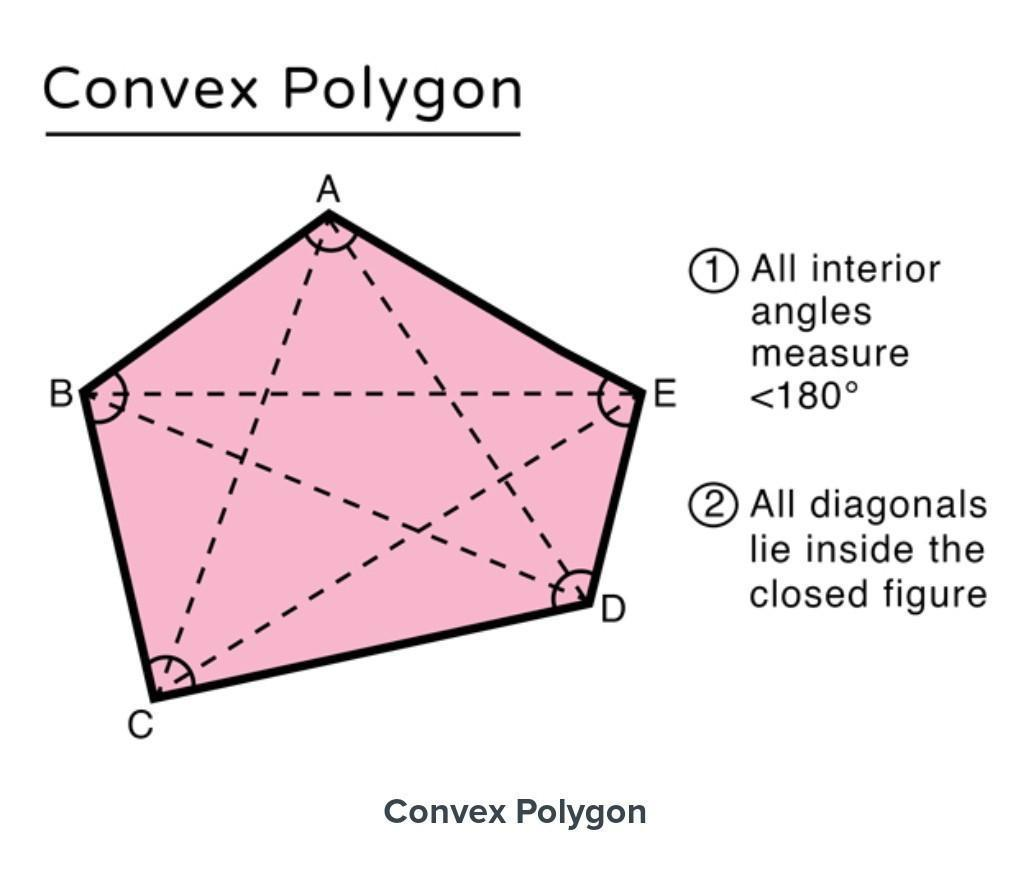 Convex Polygon
A
B
E
D
C
1 All interior
angles
measure
<180°
2 All diagonals
lie inside the
closed figure
Convex Polygon